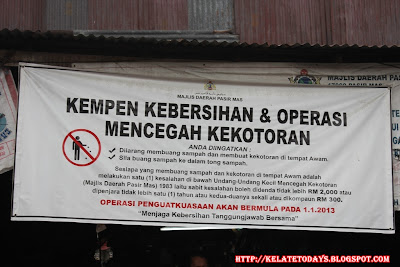 MAJLIS DAERAH PASIR MAS
KEMPEN KEBERSIHAN & OPERASI
MENCEGAH KEKOTORAN
ANDA DIINGATKAN :
✓ Dilarang membuang sampah dan membuat kekotoran di tempat Awam.
✓ Sila buang sampah ke dalam tong sampah.
Sesiapa yang membuang sampah dan kekotoran di tempat Awam adalah
melakukan satu (1) kesalahan di bawah Undang-Undang Kecil Mencegah Kekotoran
(Majlis Daerah Pasir Mas) 1983 iaitu sabit kesalahan boleh didenda tidak lebih RM 2,000 atau
dipenjara tidak lebih satu (1) tahun atau kedua-duanya sekali atau dikompaun RM 300.
OPERASI PENGUATKUASAAN AKAN BERMULA PADA 1.1.2013
"Menjaga Kebersihan Tanggungjawab Bersama"
MAJLIS DAERAH PASIR MAS
HTTP://KELATETODAYS.BLOGSPOT.COM